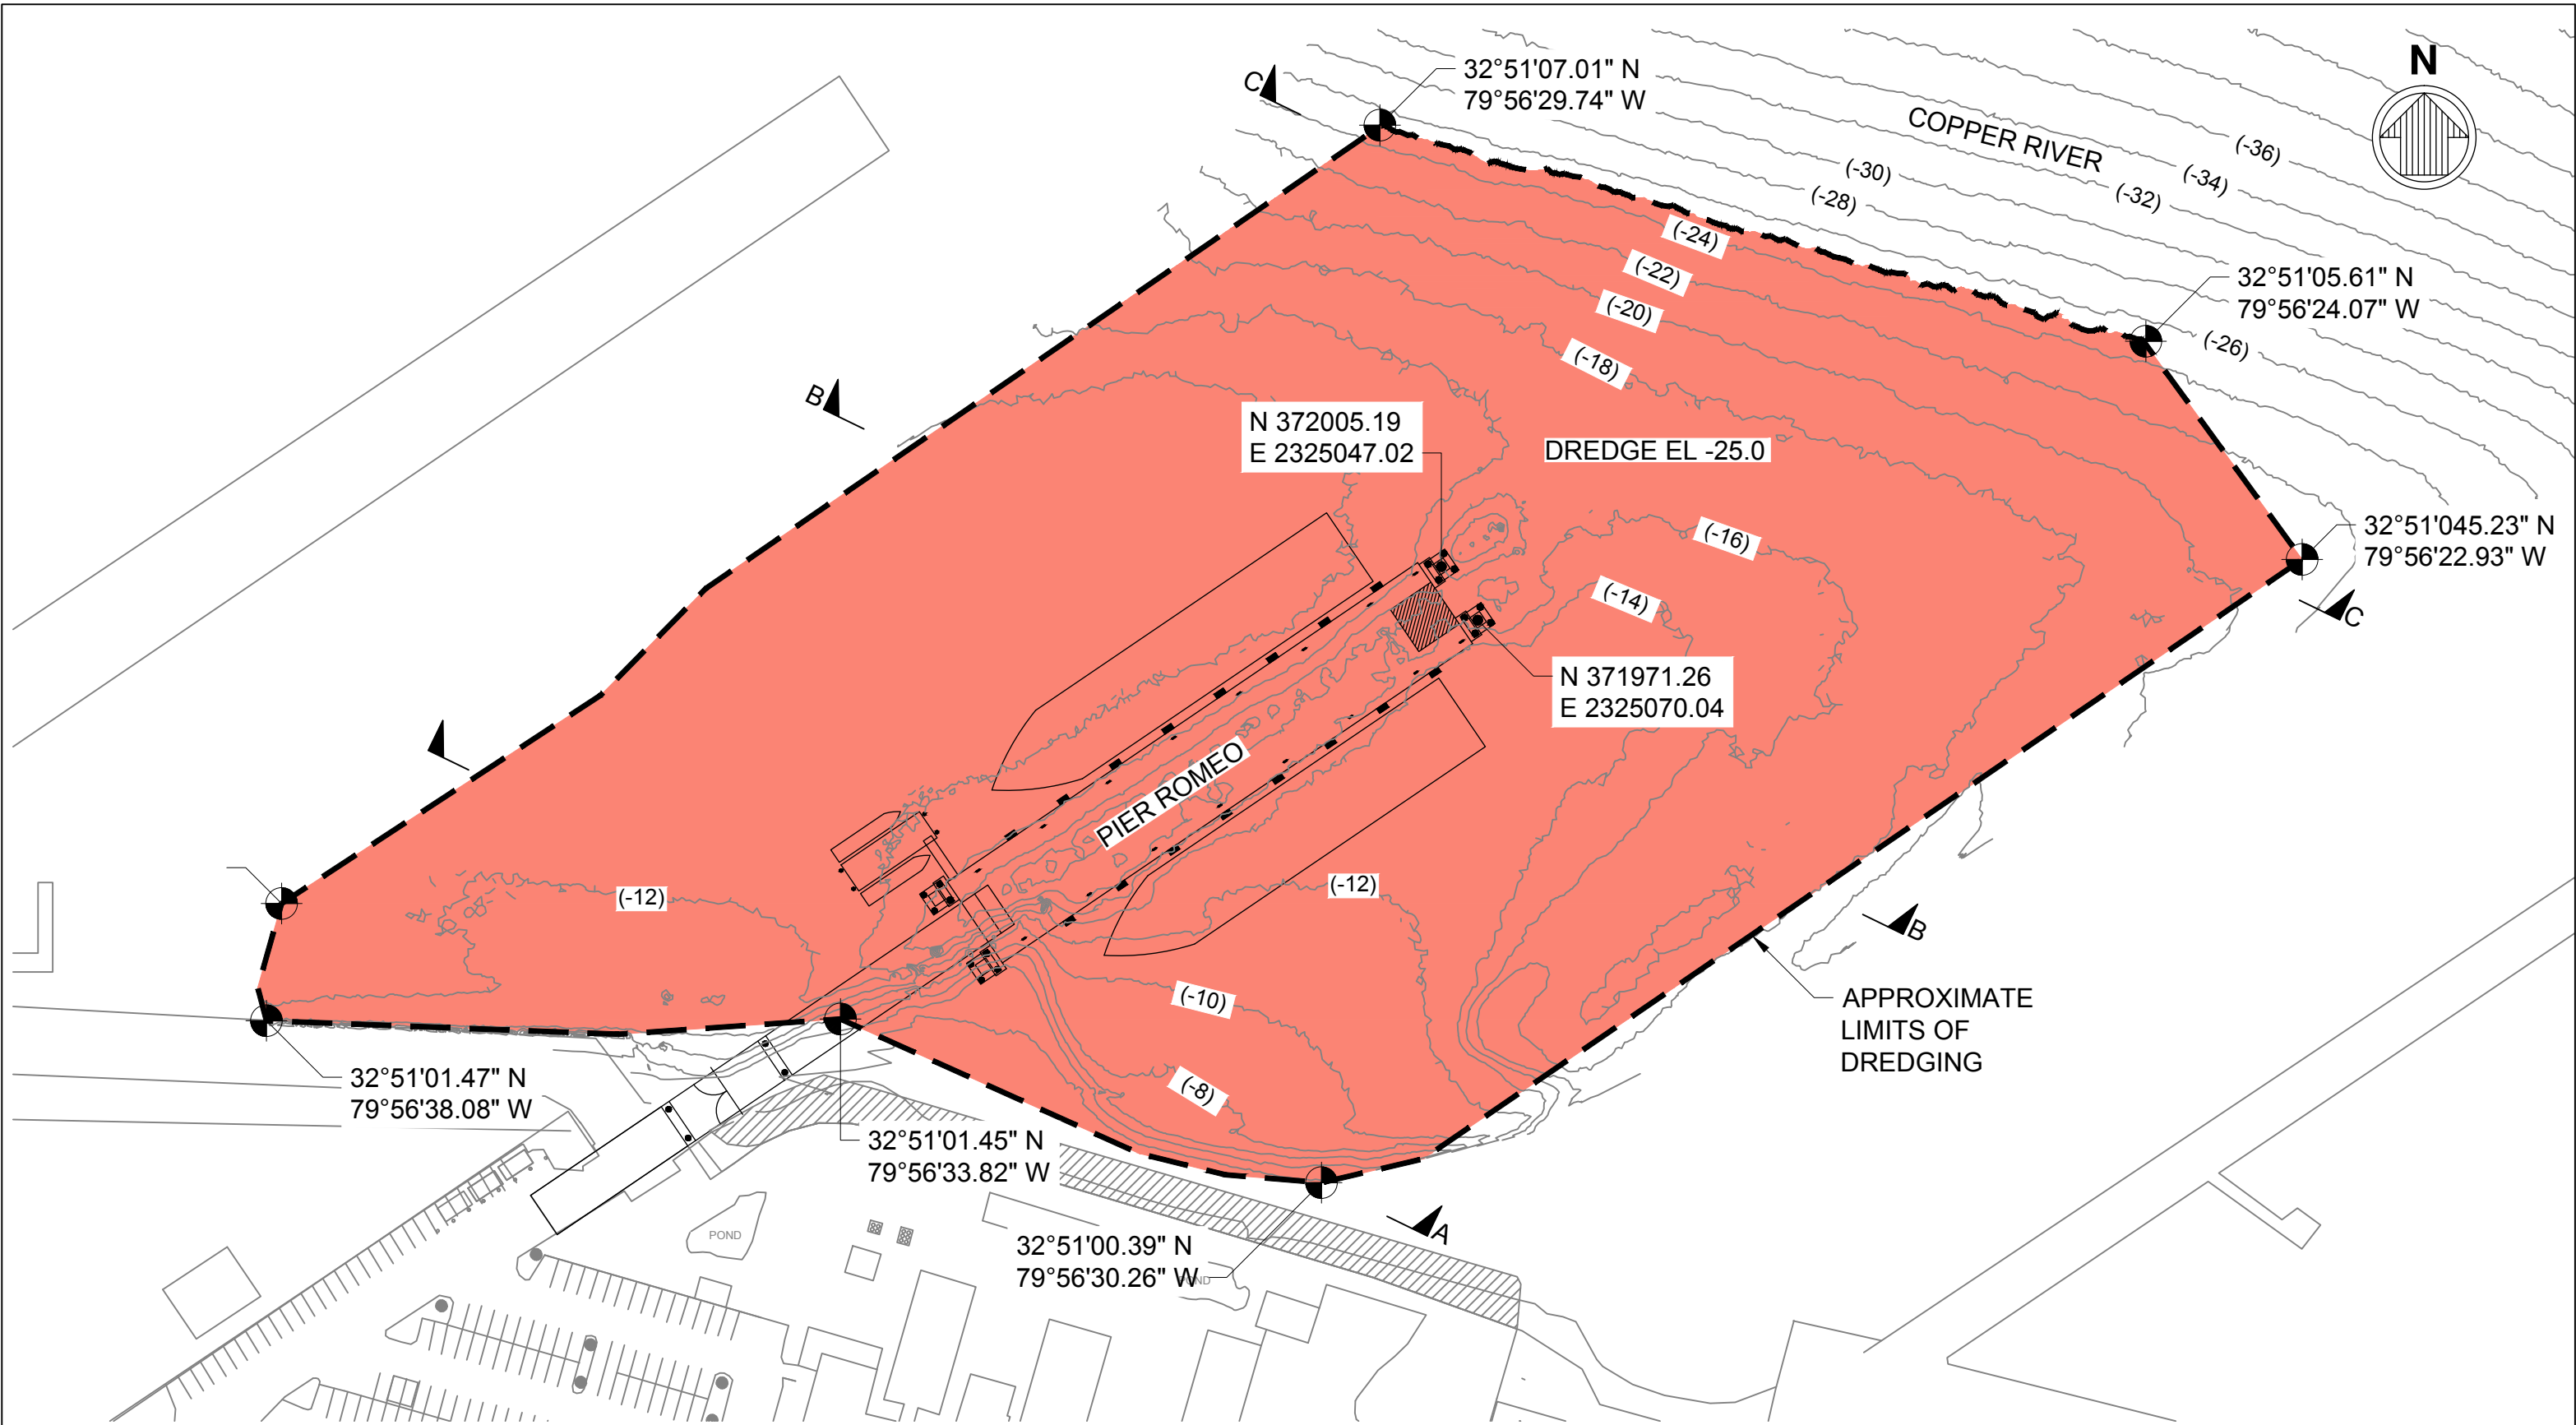 C
32°51'07.01" N
79°56'29.74" W
N
COPPER RIVER
(-36)
(-34)
(-32)
(-30)
(-28)
(-24)
(-22)
(-20)
(-18)
32°51'05.61" N
79°56'24.07" W
(-26)
B
N 372005.19
E 2325047.02
DREDGE EL -25.0
32°51'045.23" N
79°56'22.93" W
(-16)
(-14)
C
N 371971.26
E 2325070.04
PIER ROMEO
(-12)
(-12)
B
(-10)
APPROXIMATE
LIMITS OF
DREDGING
(-8)
32°51'01.47" N
79°56'38.08" W
32°51'01.45" N
79°56'33.82" W
A
POND
32°51'00.39" N
79°56'30.26" W